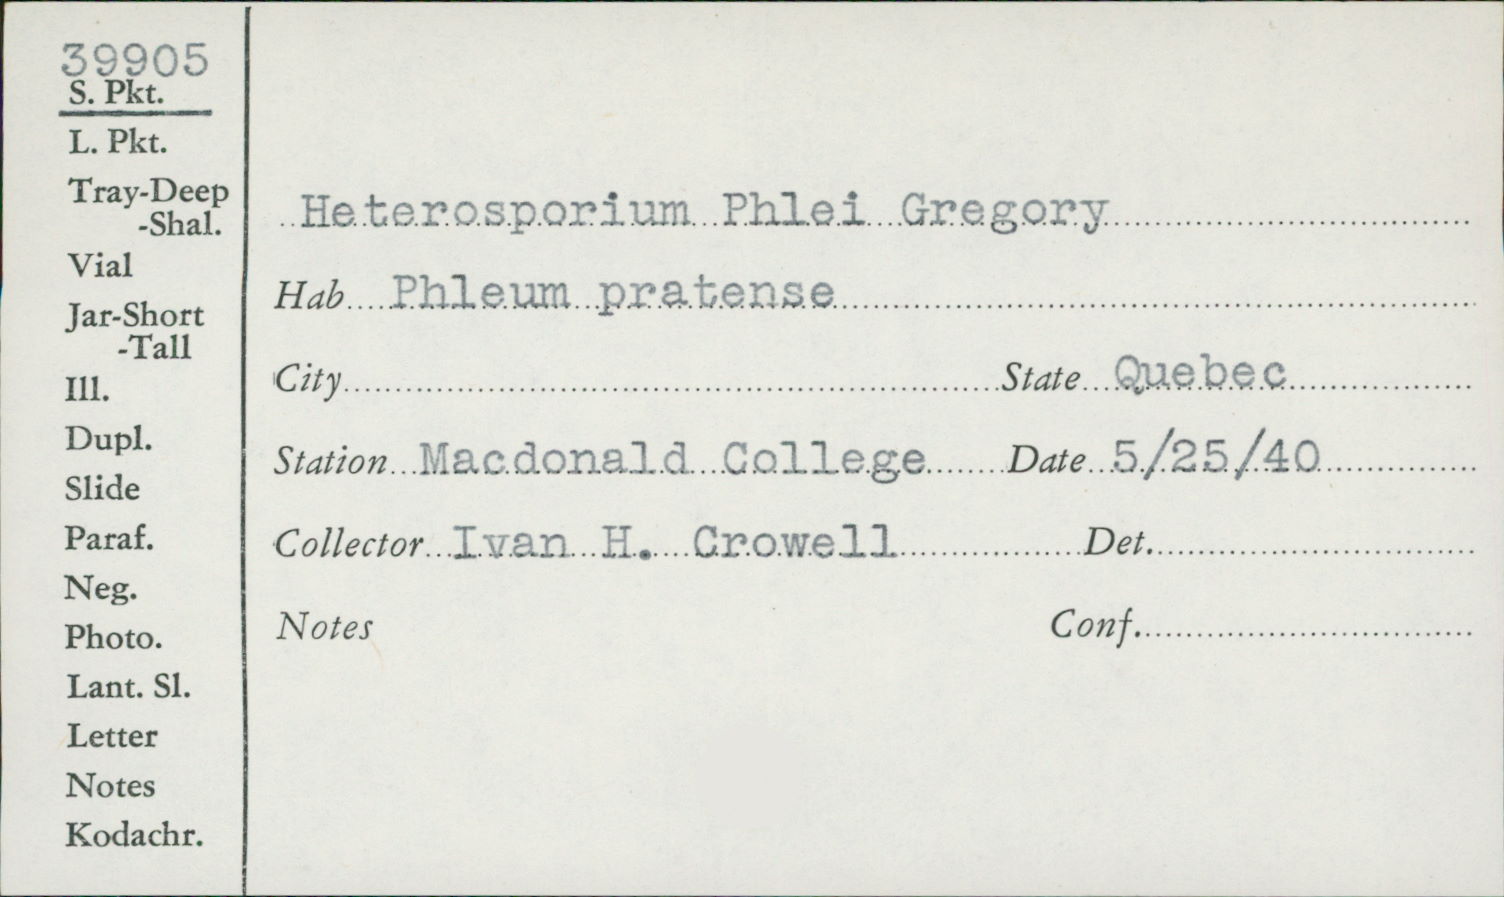 39905
S. Pkt.
L. Pkt.
Tray-Deep
-Shal.
Vial
Jar-Short
-Tall
Ill.
Dupl.
Slide
Paraf.
Neg.
Photo.
Lant. Sl.
Letter
Notes
Kodachr.
Heterosporium Phlei Gregory
Hab Phleum pratense
City State Quebec
Station Macdonald College Date 5/25/40
Collector Ivan H. Crowell Det.
Notes Conf.